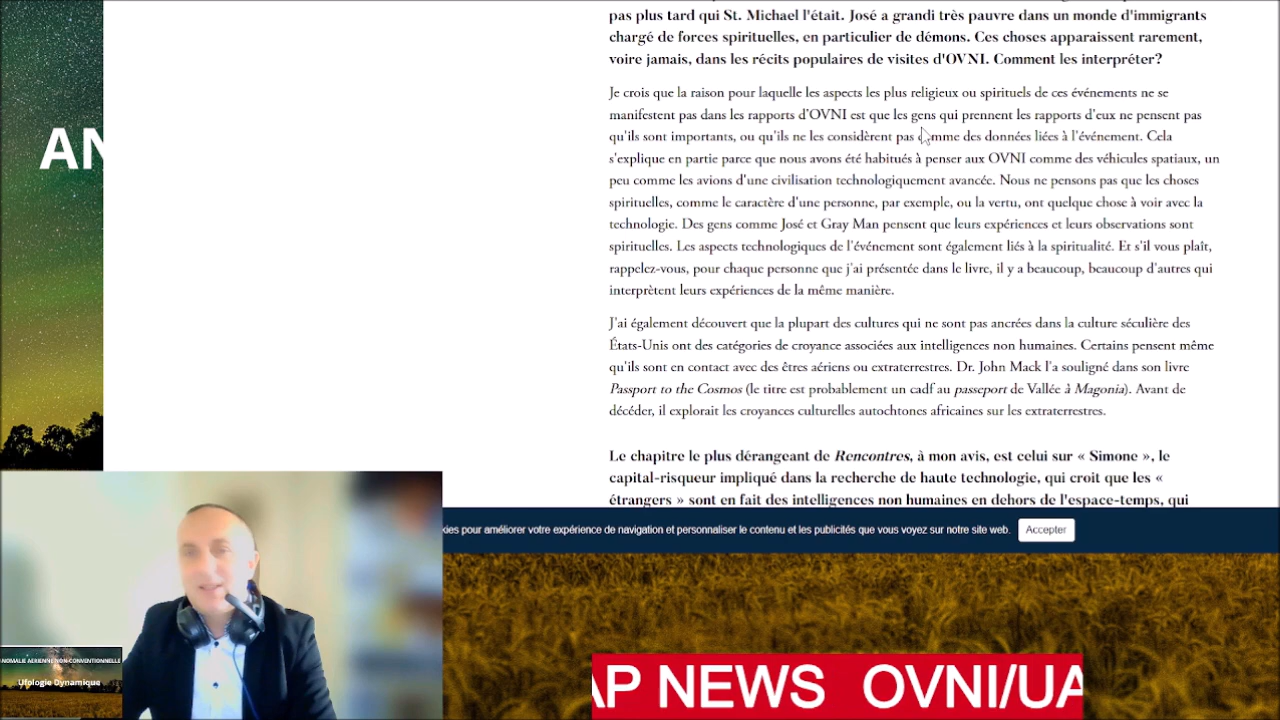 pas plus tard qui St. Michael l'était. José a grandi très pauvre dans un monde d'immigrants
chargé de forces spirituelles, en particulier de démons. Ces choses apparaissent rarement,
voire jamais, dans les récits populaires de visites d'OVNI. Comment les interpréter?
Je crois que la raison pour laquelle les aspects les plus religieux ou spirituels de ces événements ne se
manifestent pas dans les rapports d'OVNI est que les gens qui prennent les rapports d'eux ne pensent pas
qu'ils sont importants, ou qu'ils ne les considèrent pas comme des données liées à l'événement. Cela
s'explique en partie parce que nous avons été habitués à penser aux OVNI comme des véhicules spatiaux, un
peu comme les avions d'une civilisation technologiquement avancée. Nous ne pensons pas que les choses
spirituelles, comme le caractère d'une personne, par exemple, ou la vertu, ont quelque chose à voir avec la
technologie. Des gens comme José et Gray Man pensent que leurs expériences et leurs observations sont
spirituelles. Les aspects technologiques de l'événement sont également liés à la spiritualité. Et s'il vous plaît,
rappelez-vous, pour chaque personne que j'ai présentée dans le livre, il y a beaucoup, beaucoup d'autres qui
interprètent leurs expériences de la même manière.
J'ai également découvert que la plupart des cultures qui ne sont pas ancrées dans la culture séculière des
États-Unis ont des catégories de croyance associées aux intelligences non humaines. Certains pensent même
qu'ils sont en contact avec des êtres aériens ou extraterrestres. Dr. John Mack l'a souligné dans son livre
Passport to the Cosmos (le titre est probablement un cadf au passeport de Vallée à Magonia). Avant de
décéder, il explorait les croyances culturelles autochtones africaines sur les extraterrestres.
Le chapitre le plus dérangeant de Rencontres, à mon avis, est celui sur « Simone », le
capital-risqueur impliqué dans la recherche de haute technologie, qui croit que les «
étrangers » sont en fait des intelligences non humaines en dehors de l'espace-temps, qui
kies pour améliorer votre expérience de navigation et personnaliser le contenu et les publicités que vous voyez sur notre site web. Accepter
AN
ANOMALIE AERIENNE NON-CONVENTIONNELLE
Ufologie Dynamique
AP NEWS OVNI/UA